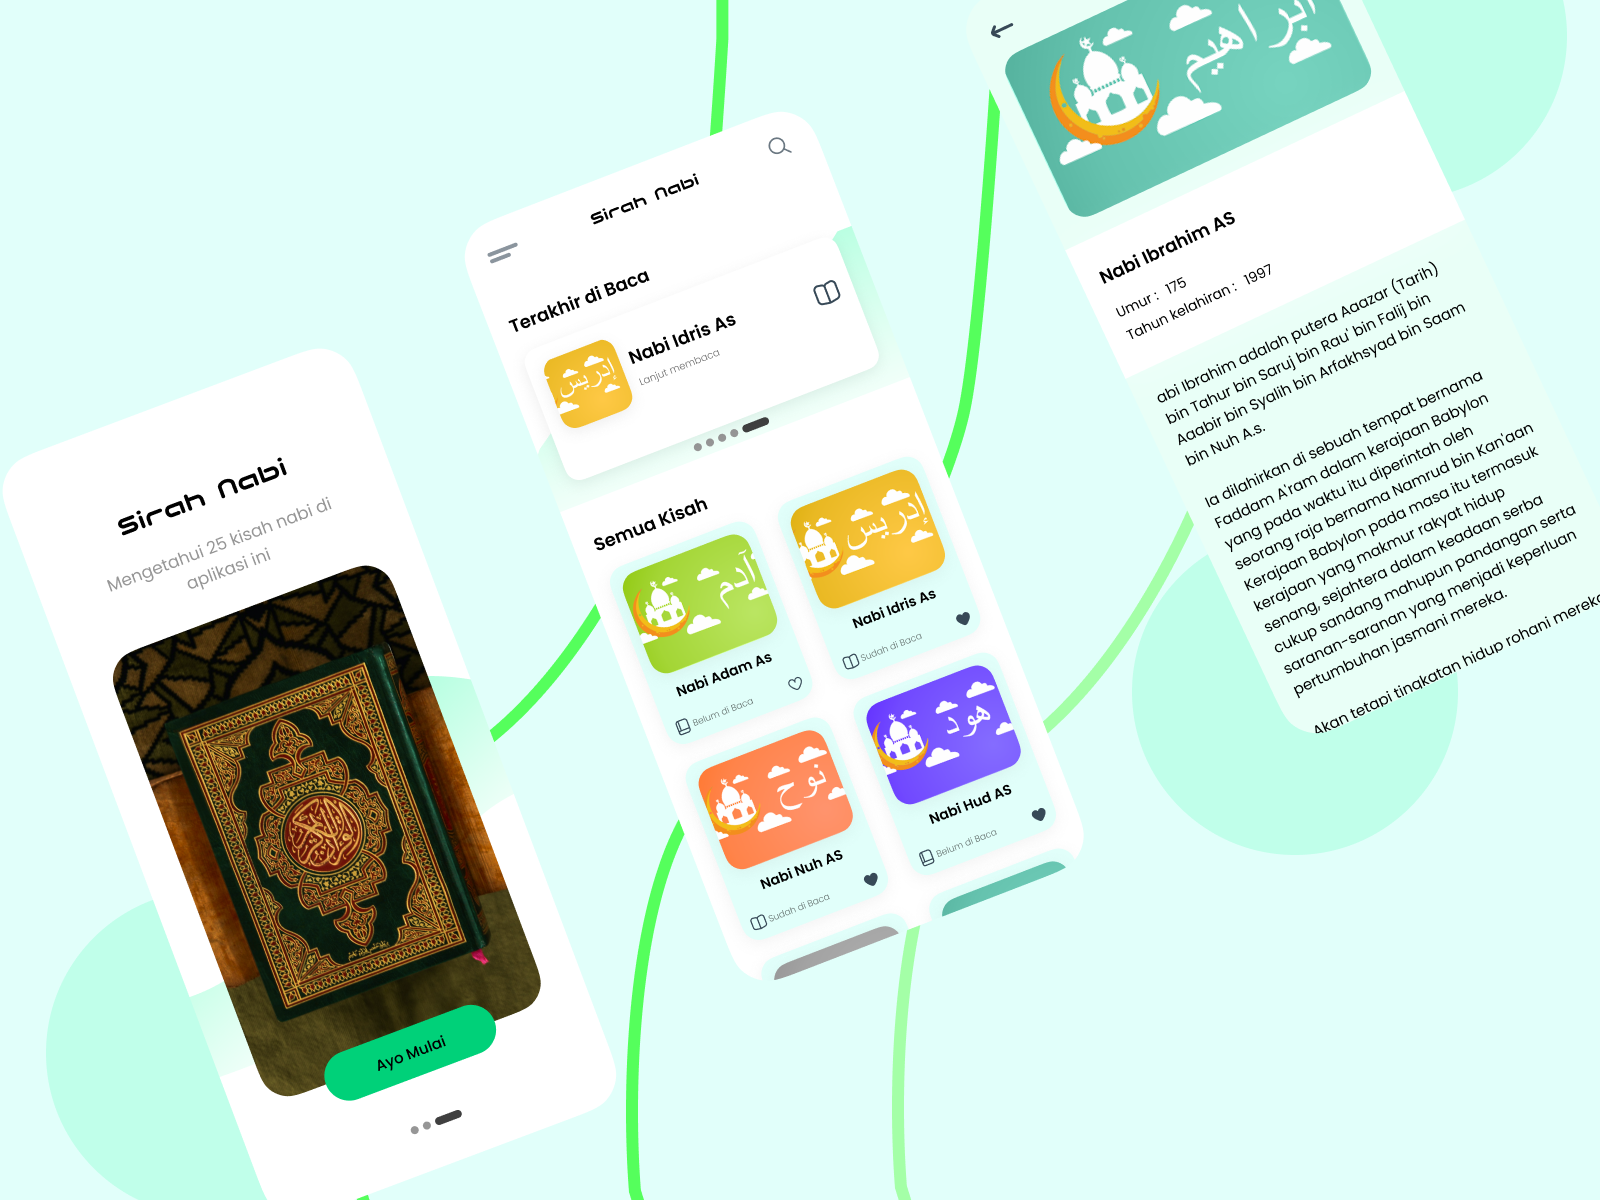 Sirah Nabi
Mengetahui 25 kisah nabi di
aplikasi ini
Ayo Mulai
Sirah Nabi
Terakhir di Baca
إدريس
Nabi Idris As
Lanjut membaca
Semua Kisah
آدم
Nabi Adam As
Belum di Baca
إدريس
Nabi Idris As
Sudah di Baca
نوح
Nabi Nuh AS
Sudah di Baca
هود
Nabi Hud AS
Belum di Baca
ابراهيم
Nabi Ibrahim AS
Umur : 175
Tahun kelahiran : 1997
abi Ibrahim adalah putera Aaazar (Tarih)
bin Tahur bin Saruj bin Rau' bin Falij bin
Aaabir bin Syalih bin Arfakhsyad bin Saam
bin Nuh A.s.
Ia dilahirkan di sebuah tempat bernama
Faddam A'ram dalam kerajaan Babylon
yang pada waktu itu diperintah oleh
seorang raja bernama Namrud bin Kan'aan
Kerajaan Babylon pada masa itu termasuk
kerajaan yang makmur rakyat hidup
senang, sejahtera dalam keadaan serba
cukup sandang mahupun pandangan serta
saranan-saranan yang menjadi keperluan
pertumbuhan jasmani mereka.
Akan tetapi tingkatan hidup rohani mereka